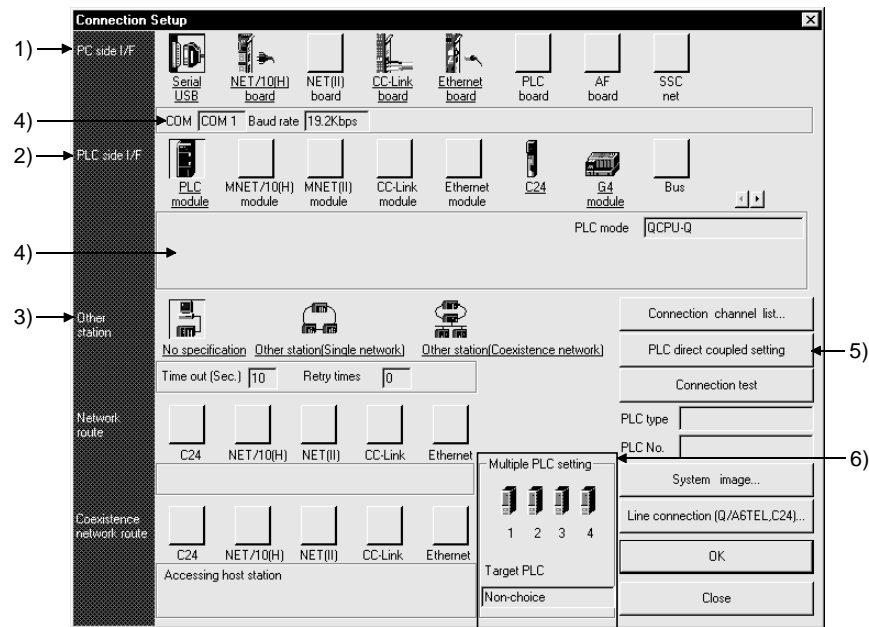 Connection Setup
1)
PC side I/F
Serial USB
NET/10(H) board
NET(II) board
CC-Link board
Ethernet board
PLC board
AF board
SSC net
4)
COM COM 1 Baud rate 19.2Kbps
2)
PLC side I/F
PLC module
MNET/10(H) module
MNET(II) module
CC-Link module
Ethernet module
C24
G4 module
Bus
4)
PLC mode QCPU-Q
3)
Other station
No specification
Other station(Single network)
Other station(Coexistence network)
Time out (Sec.) 10 Retry times 0
Connection channel list...
PLC direct coupled setting
5)
Connection test
PLC type
PLC No.
Network route
C24
NET/10(H)
NET(II)
CC-Link
Ethernet
6)
Multiple PLC setting
1 2 3 4
Target PLC
Non-choice
System image...
Line connection (Q/A6TEL,C24)...
OK
Close
Coexistence network route
C24
NET/10(H)
NET(II)
CC-Link
Ethernet
Accessing host station